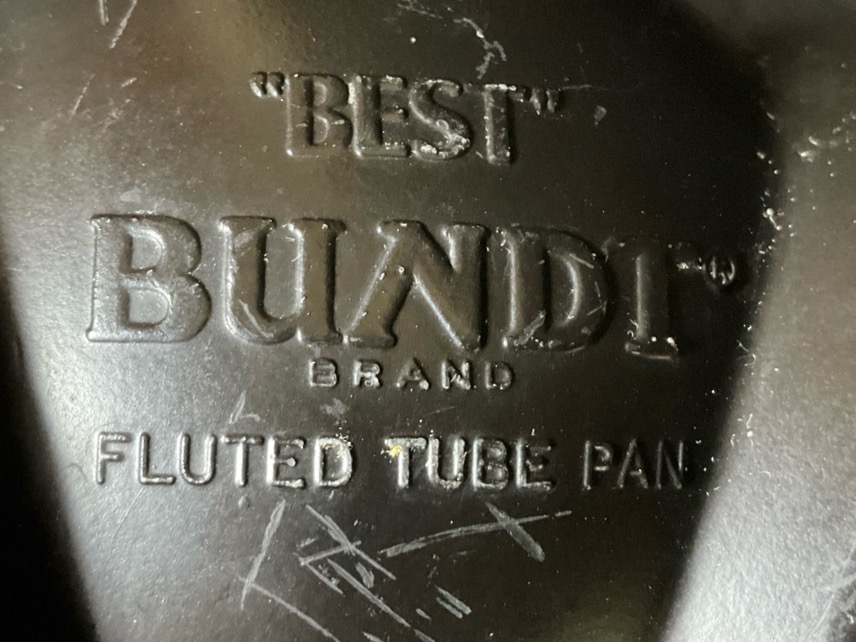 "BEST"
BUNDT®
BRAND
FLUTED TUBE PAN